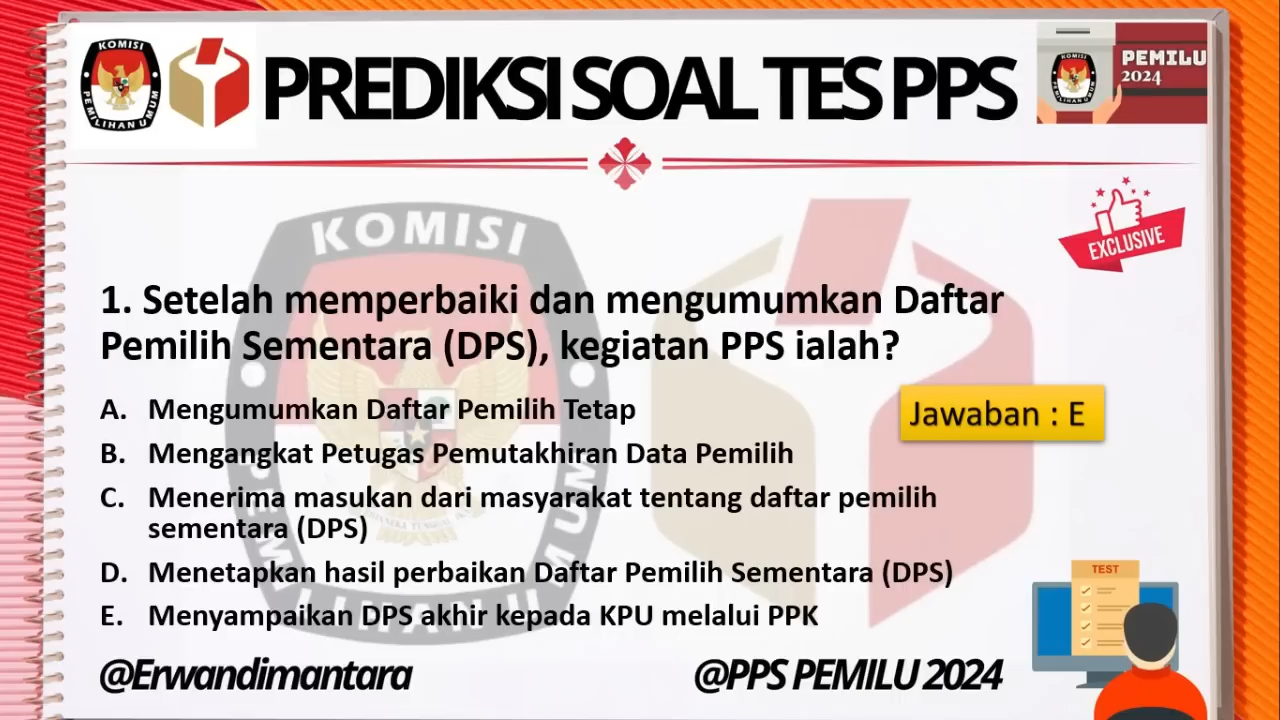 KOMISI
PEMILIHAN UMUM
PREDIKSI SOAL TES PPS
PEMILU
2024
EXCLUSIVE
KOMISI
PEMILIHAN UMUM
1. Setelah memperbaiki dan mengumumkan Daftar
Pemilih Sementara (DPS), kegiatan PPS ialah?
A. Mengumumkan Daftar Pemilih Tetap
Jawaban : E
B. Mengangkat Petugas Pemutakhiran Data Pemilih
C. Menerima masukan dari masyarakat tentang daftar pemilih
sementara (DPS)
D. Menetapkan hasil perbaikan Daftar Pemilih Sementara (DPS)
E. Menyampaikan DPS akhir kepada KPU melalui PPK
TEST
@Erwandimantara
@PPS PEMILU 2024